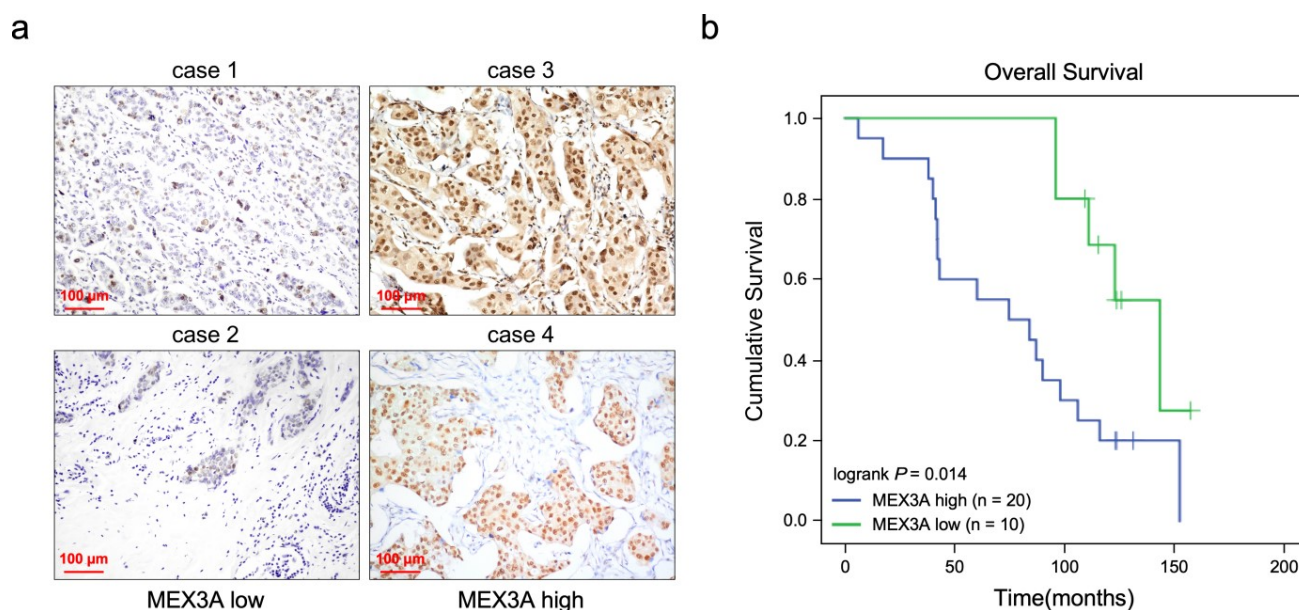 a
case 1
case 3
100 µm
100 µm
case 2
case 4
100 µm
100 µm
MEX3A low
MEX3A high
b
Overall Survival
Cumulative Survival
1.0
0.8
0.6
0.4
0.2
0.0
logrank P = 0.014
MEX3A high (n = 20)
MEX3A low (n = 10)
0 50 100 150 200
Time(months)